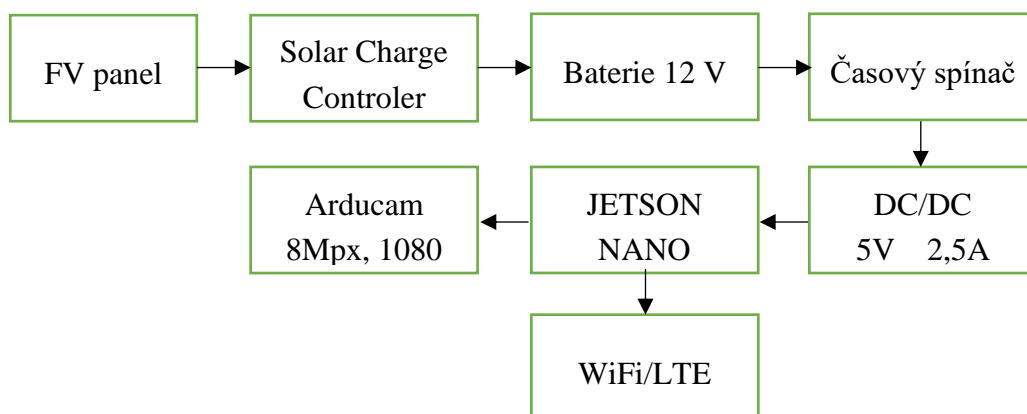 FV panel
Solar Charge
Controler
Baterie 12 V
Časový spínač
Arducam
8Mpx, 1080
JETSON
NANO
DC/DC
5V 2,5A
WiFi/LTE